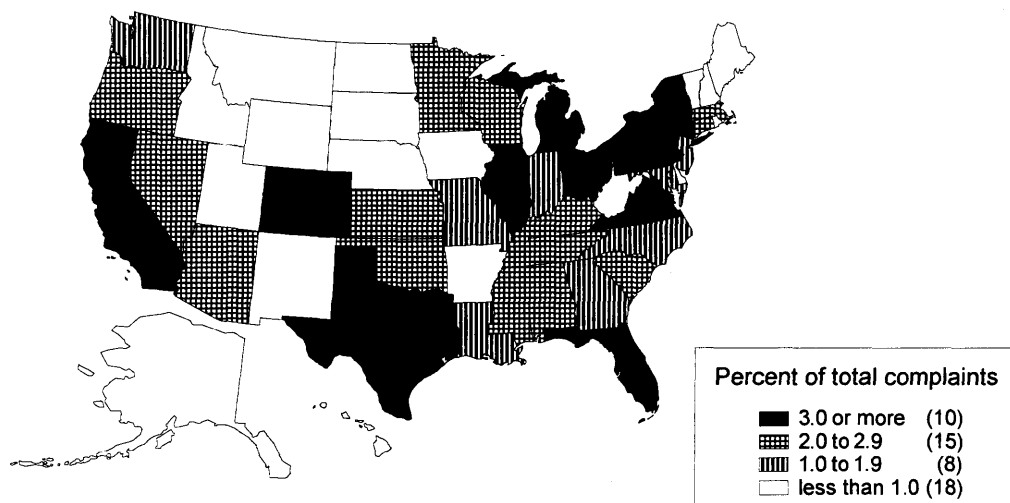 Percent of total complaints
3.0 or more (10)
2.0 to 2.9 (15)
1.0 to 1.9 (8)
less than 1.0 (18)